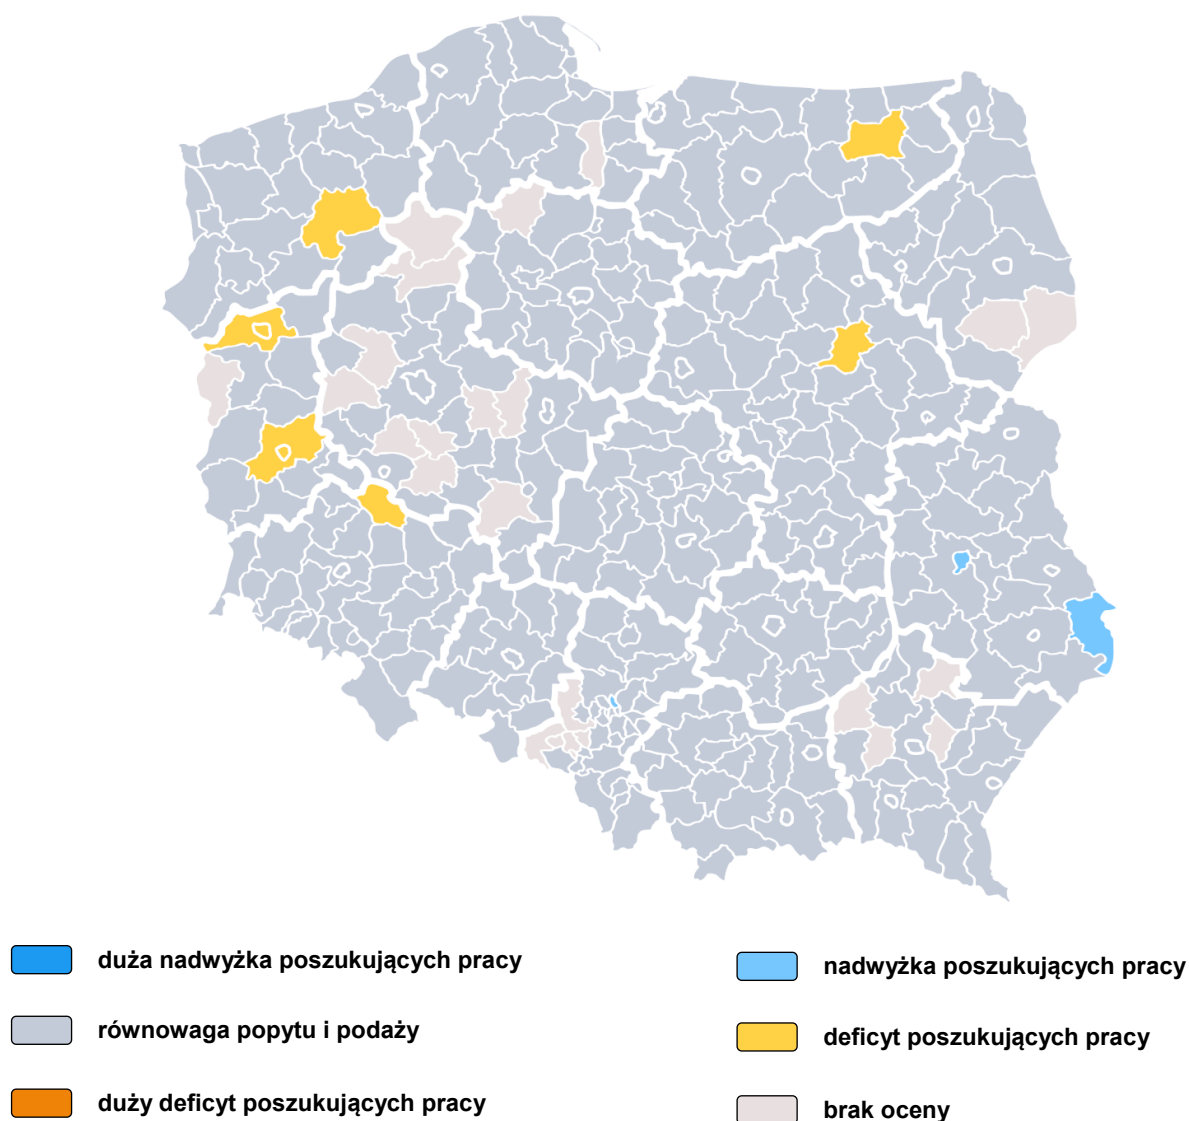 duża nadwyżka poszukujących pracy
nadwyżka poszukujących pracy
równowaga popytu i podaży
deficyt poszukujących pracy
duży deficyt poszukujących pracy
brak oceny